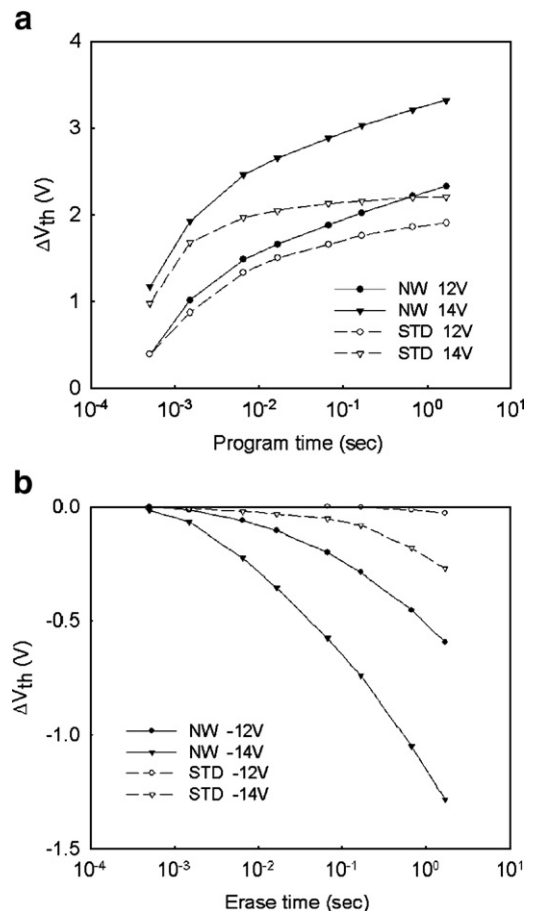 a
4
3
2
1
0
ΔVth (V)
NW 12V
NW 14V
STD 12V
STD 14V
10-4 10-3 10-2 10-1 100 101
Program time (sec)
b
0.0
-0.5
-1.0
-1.5
ΔVth (V)
NW -12V
NW -14V
STD -12V
STD -14V
10-4 10-3 10-2 10-1 100 101
Erase time (sec)